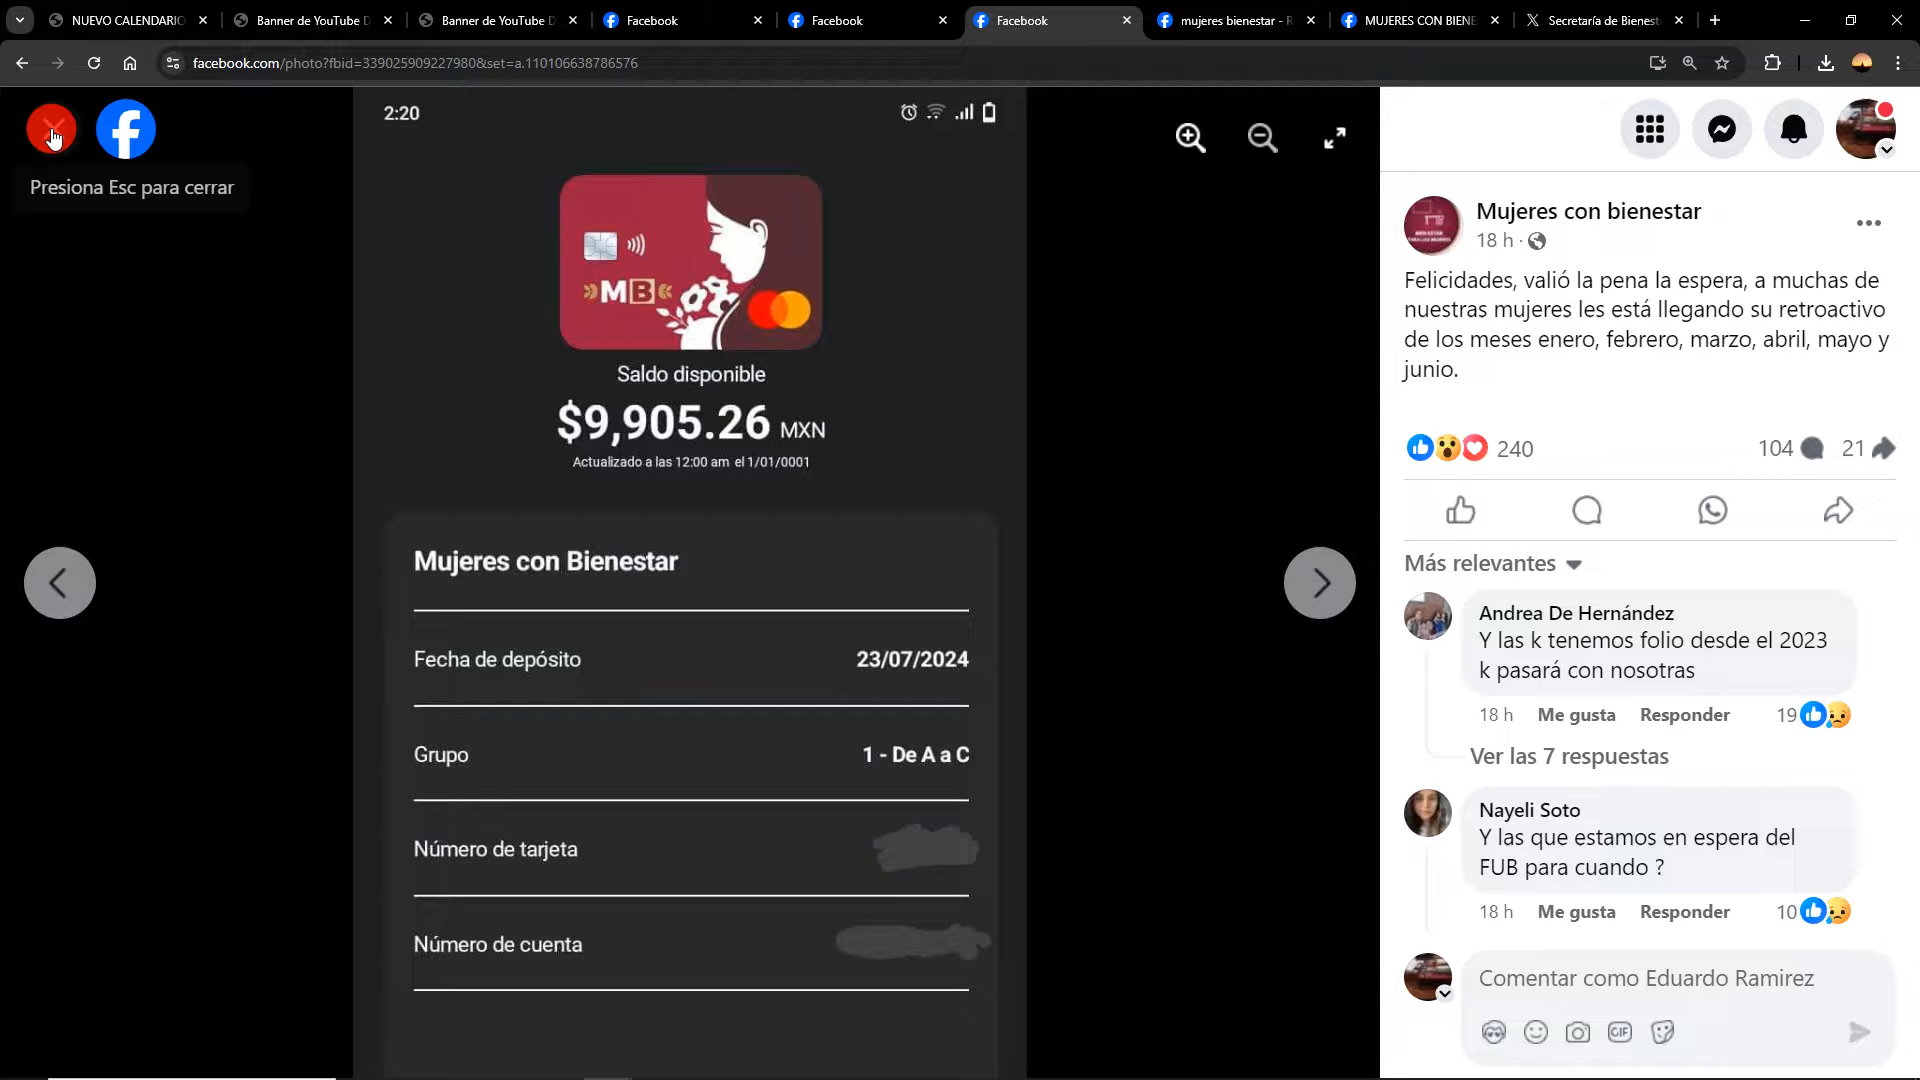 NUEVO CALENDARIO
Banner de YouTube D
Banner de YouTube D
Facebook
Facebook
Facebook
mujeres bienestar - R
MUJERES CON BIENE
Secretaría de Bienest
facebook.com/photo?fbid=339025909227980&set=a.110106638786576
Presiona Esc para cerrar
2:20
MB
Saldo disponible
$9,905.26 MXN
Actualizado a las 12:00 am el 1/01/0001
Mujeres con Bienestar
Fecha de depósito 23/07/2024
Grupo 1 - De A a C
Número de tarjeta
Número de cuenta
Mujeres con bienestar
18 h ·
Felicidades, valió la pena la espera, a muchas de
nuestras mujeres les está llegando su retroactivo
de los meses enero, febrero, marzo, abril, mayo y
junio.
240 104 21
Más relevantes
Andrea De Hernández
Y las k tenemos folio desde el 2023
k pasará con nosotras
18 h Me gusta Responder 19
Ver las 7 respuestas
Nayeli Soto
Y las que estamos en espera del
FUB para cuando ?
18 h Me gusta Responder 10
Comentar como Eduardo Ramirez
GIF